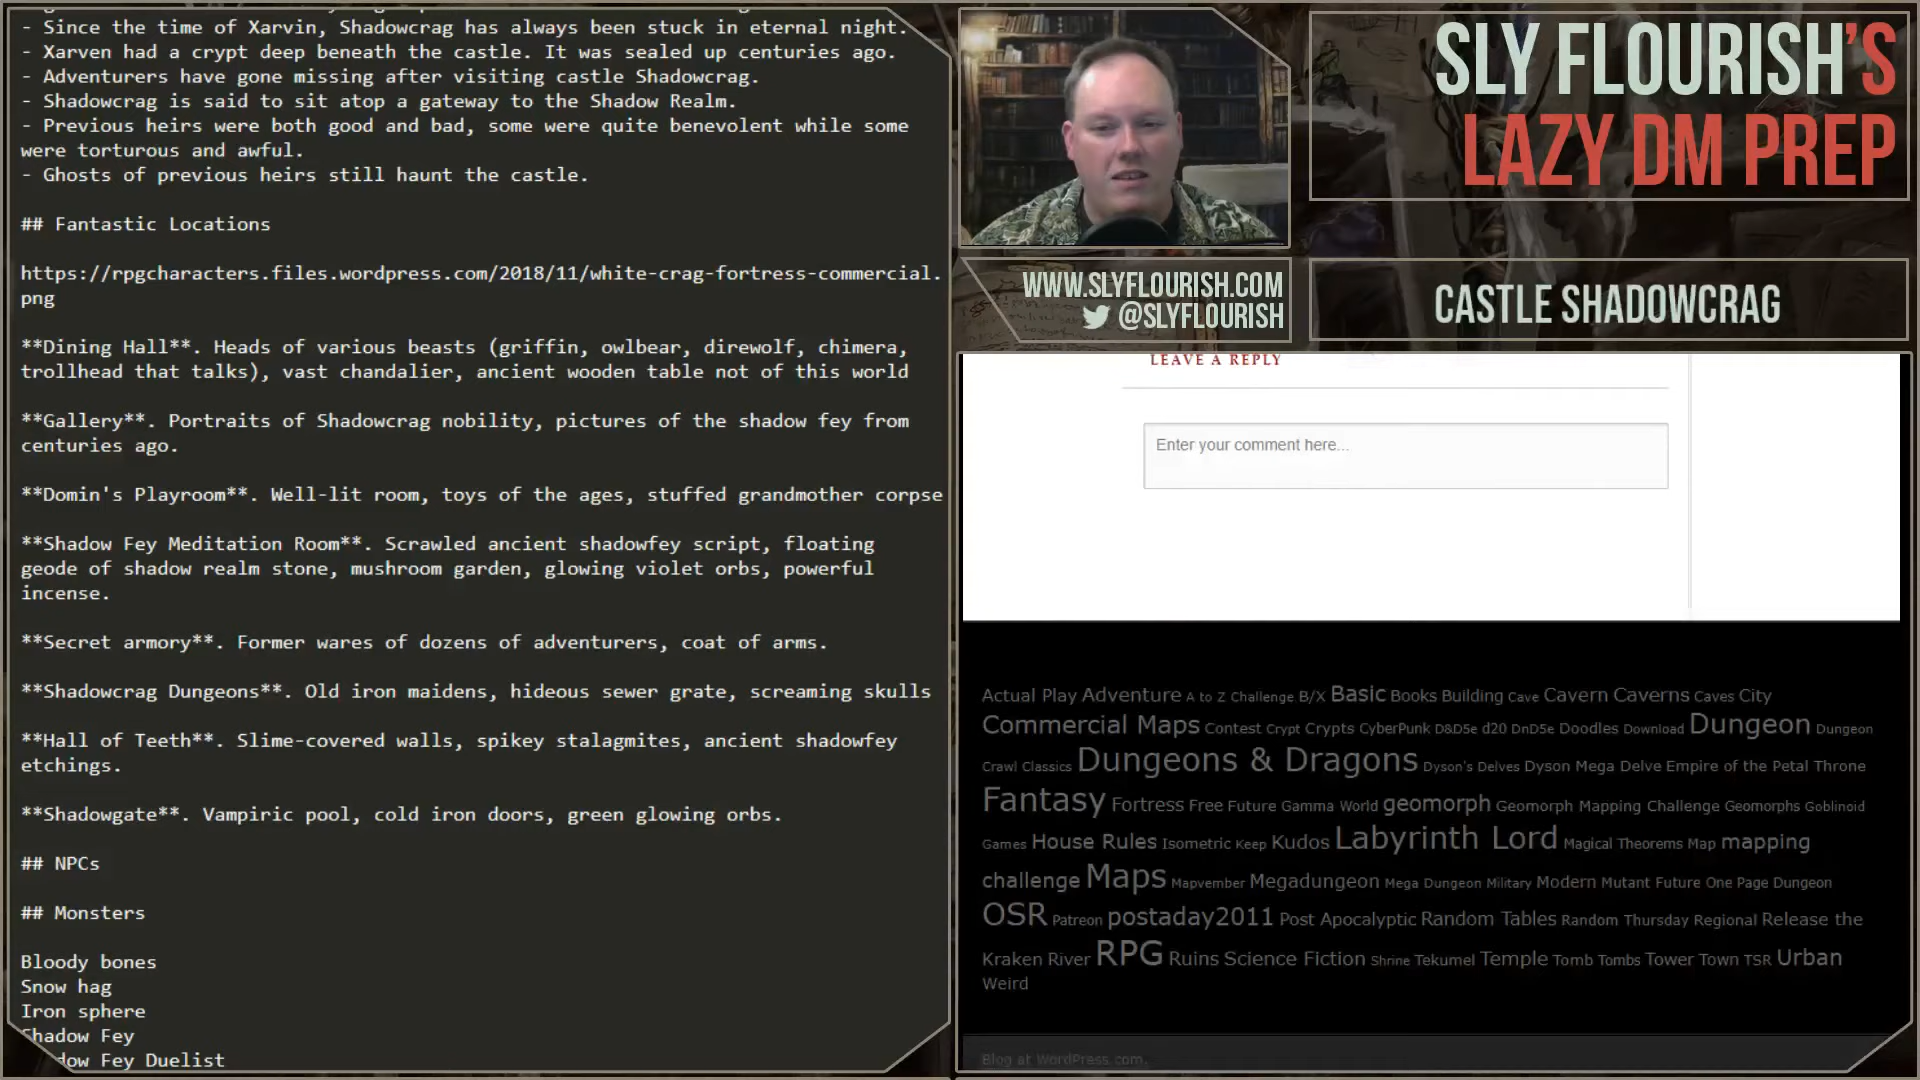 - Since the time of Xarvin, Shadowcrag has always been stuck in eternal night.
- Xarven had a crypt deep beneath the castle. It was sealed up centuries ago.
- Adventurers have gone missing after visiting castle Shadowcrag.
- Shadowcrag is said to sit atop a gateway to the Shadow Realm.
- Previous heirs were both good and bad, some were quite benevolent while some
were torturous and awful.
- Ghosts of previous heirs still haunt the castle.
## Fantastic Locations
https://rpgcharacters.files.wordpress.com/2018/11/white-crag-fortress-commercial.
png
**Dining Hall**. Heads of various beasts (griffin, owlbear, direwolf, chimera,
trollhead that talks), vast chandalier, ancient wooden table not of this world
**Gallery**. Portraits of Shadowcrag nobility, pictures of the shadow fey from
centuries ago.
**Domin's Playroom**. Well-lit room, toys of the ages, stuffed grandmother corpse
**Shadow Fey Meditation Room**. Scrawled ancient shadowfey script, floating
geode of shadow realm stone, mushroom garden, glowing violet orbs, powerful
incense.
**Secret armory**. Former wares of dozens of adventurers, coat of arms.
**Shadowcrag Dungeons**. Old iron maidens, hideous sewer grate, screaming skulls
**Hall of Teeth**. Slime-covered walls, spikey stalagmites, ancient shadowfey
etchings.
**Shadowgate**. Vampiric pool, cold iron doors, green glowing orbs.
## NPCs
## Monsters
Bloody bones
Snow hag
Iron sphere
Shadow Fey
Fey Duelist
SLY FLOURISH'S
LAZY DM PREP
WWW.SLYFLOURISH.COM
@SLYFLOURISH
CASTLE SHADOWCRAG
LEAVE A REPLY
Enter your comment here...
Actual Play Adventure A to Z Challenge B/X Basic Books Building Cave Cavern Caverns Caves City
Commercial Maps Contest Crypt Crypts CyberPunk D&D5e d20 DnD5e Doodles Download Dungeon Dungeon
Crawl Classics Dungeons & Dragons Dyson's Delves Dyson Mega Delve Empire of the Petal Throne
Fantasy Fortress Free Future Gamma World geomorph Geomorph Mapping Challenge Geomorphs Goblinoid
Games House Rules Isometric Keep Kudos Labyrinth Lord Magical Theorems Map mapping
challenge Maps Mapvember Megadungeon Mega Dungeon Military Modern Mutant Future One Page Dungeon
OSR Patreon postaday2011 Post Apocalyptic Random Tables Random Thursday Regional Release the
Kraken River RPG Ruins Science Fiction Shrine Tekumel Temple Tomb Tombs Tower Town TSR Urban
Weird
Blog at WordPress.com.